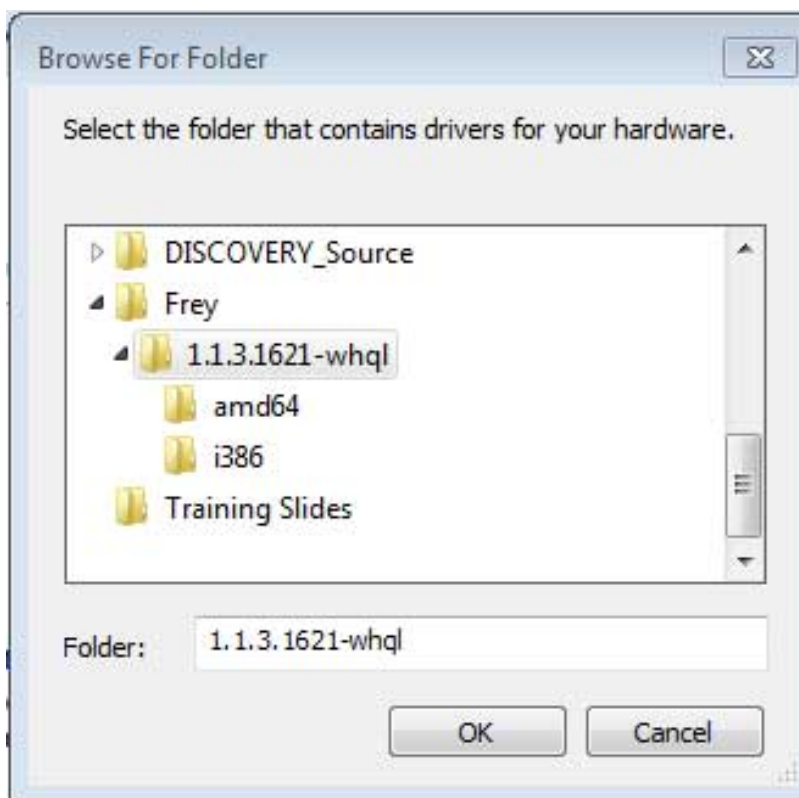 Browse For Folder
Select the folder that contains drivers for your hardware.
DISCOVERY_Source
Frey
1.1.3.1621-whql
amd64
i386
Training Slides
Folder: 1.1.3.1621-whql
OK Cancel